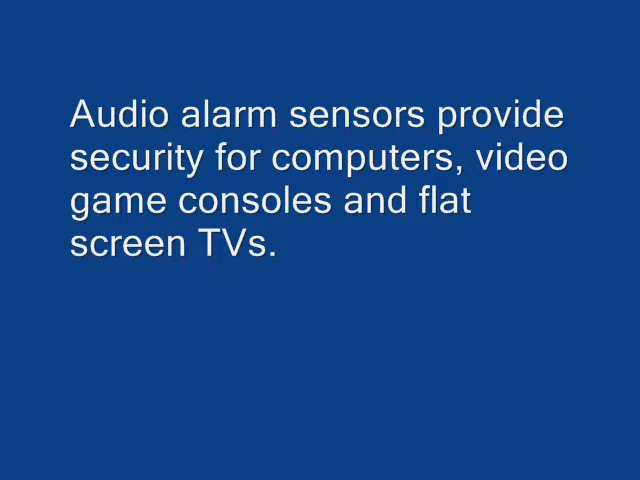 Audio alarm sensors provide
security for computers, video
game consoles and flat
screen TVs.